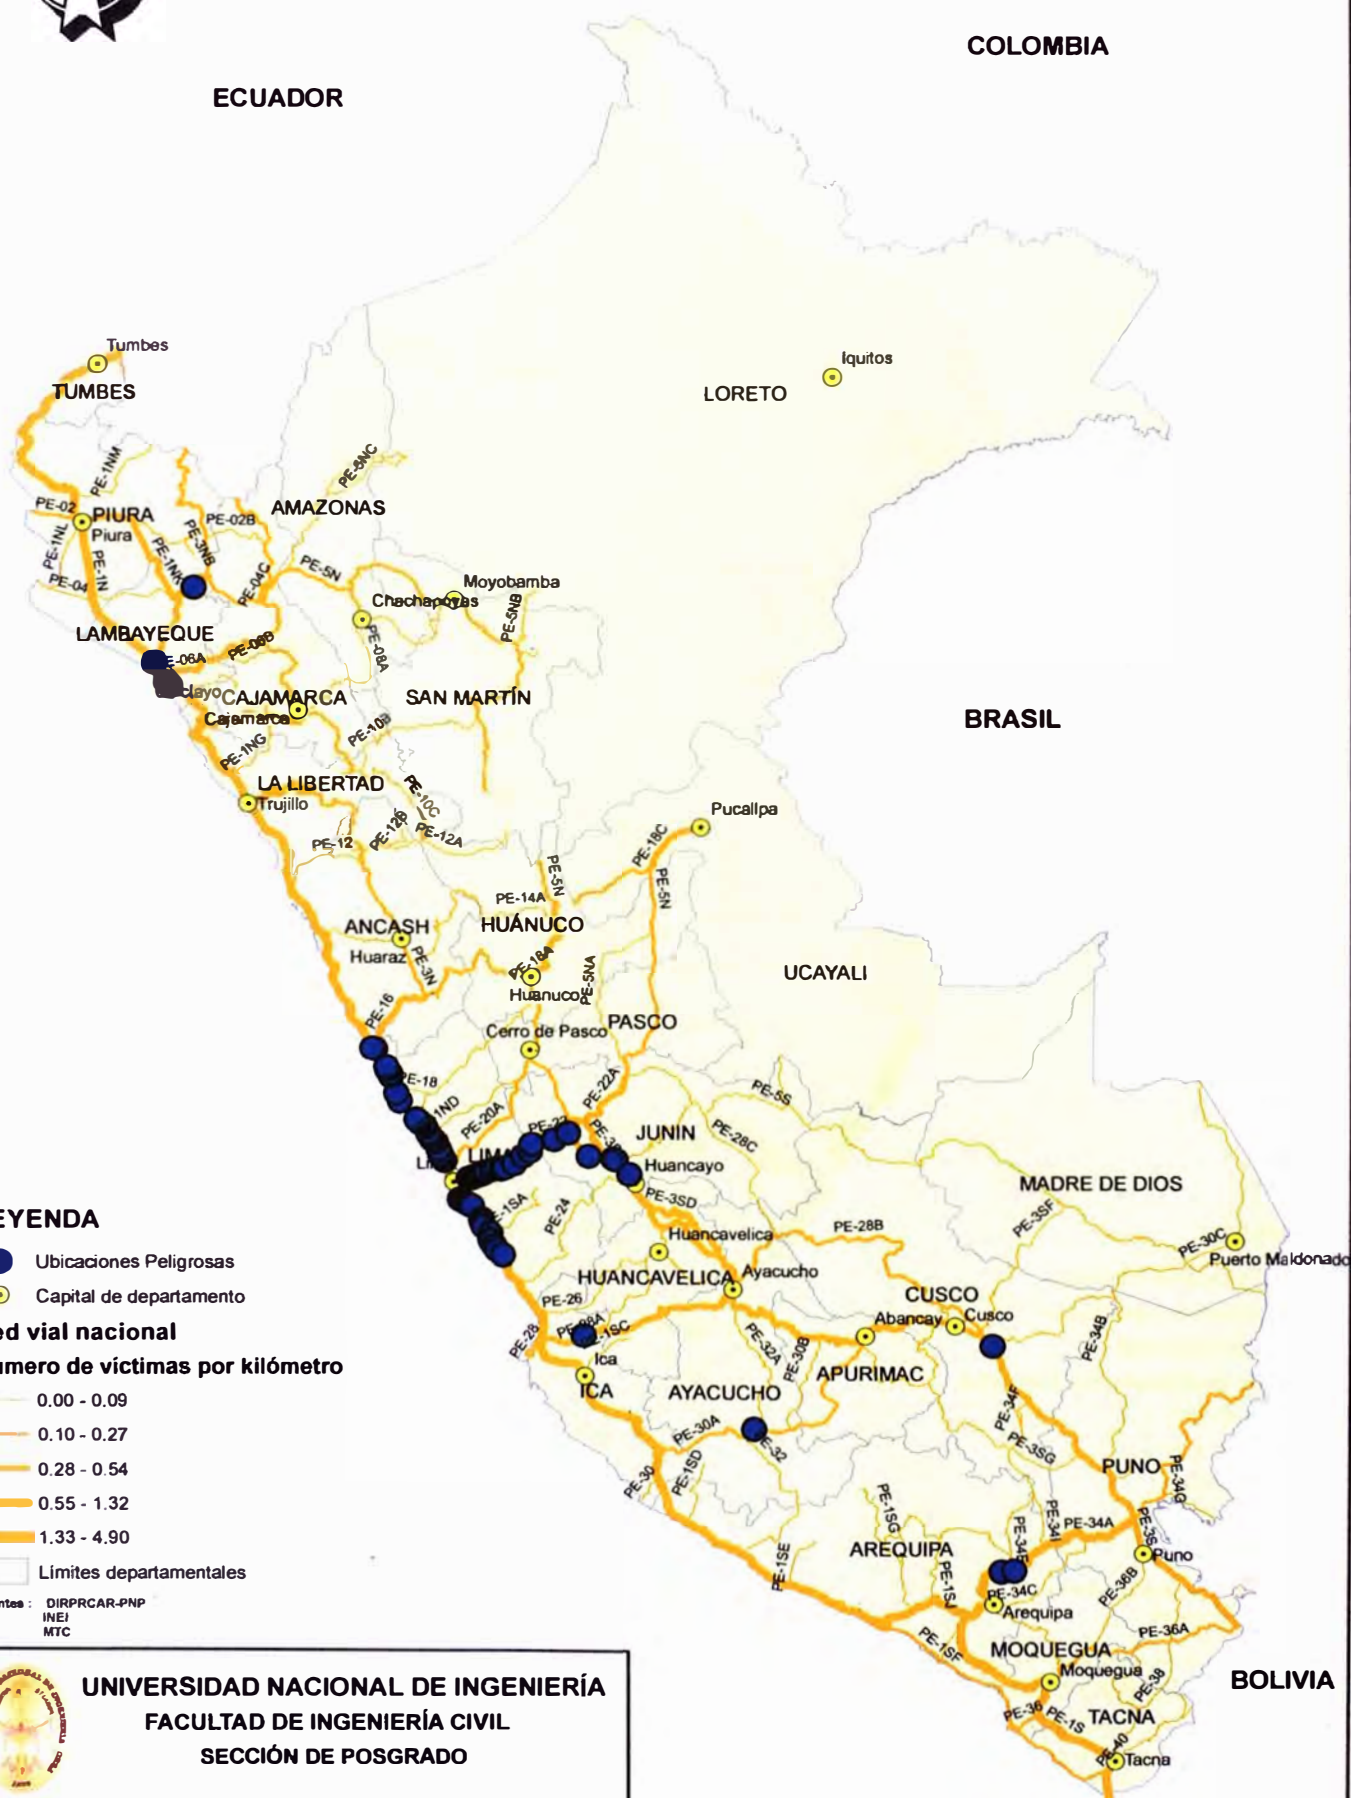 COLOMBIA
ECUADOR
Tumbes
TUMBES
Iquitos
LORETO
PE-1NM
PE-5NC
PE-02
PIURA
Piura
PE-02B
AMAZONAS
PE-1NL
PE-1N
PE-1NK
PE-3NB
PE-04C
PE-5N
PE-04
Moyobamba
Chachapoyas
PE-5NB
LAMBAYEQUE
PE-06B
PE-08A
E-06A
clayo
CAJAMARCA
Cajamarca
SAN MARTÍN
BRASIL
PE-1NG
PE-10B
LA LIBERTAD
Trujillo
PE-10C
PE-12
PE-12B
PE-12A
Pucallpa
PE-18C
PE-5N
PE-5N
PE-14A
ANCASH
HUÁNUCO
Huaraz
PE-3N
PE-18A
Huanuco
PE-5NA
UCAYALI
PE-16
PASCO
Cerro de Pasco
PE-18
1ND
PE-20A
PE-22A
PE-5S
PE-22
PE-28C
JUNIN
LIMA
Huancayo
PE-3SD
MADRE DE DIOS
PE-1SA
PE-24
PE-3SF
PE-28B
PE-30C
Puerto Maldonado
Huancavelica
HUANCAVELICA
Ayacucho
CUSCO
Cusco
Abancay
PE-26
PE-28
PE-1SC
PE-32A
PE-30B
PE-34B
Ica
ICA
APURIMAC
AYACUCHO
PE-34F
PE-30A
PE-32
PE-3SG
PE-30
PE-1SD
PUNO
PE-34G
PE-1SG
PE-34I
PE-34A
PE-3S
AREQUIPA
PE-34E
Puno
PE-1SE
PE-1SJ
PE-34C
PE-36B
Arequipa
PE-1SF
MOQUEGUA
PE-36A
Moquegua
PE-38
BOLIVIA
PE-36
PE-1S
TACNA
PE-40
Tacna
EYENDA
Ubicaciones Peligrosas
Capital de departamento
ed vial nacional
úmero de víctimas por kilómetro
0.00 - 0.09
0.10 - 0.27
0.28 - 0.54
0.55 - 1.32
1.33 - 4.90
Límites departamentales
ntes : DIRPRCAR-PNP
INEI
MTC
UNIVERSIDAD NACIONAL DE INGENIERÍA
FACULTAD DE INGENIERÍA CIVIL
SECCIÓN DE POSGRADO